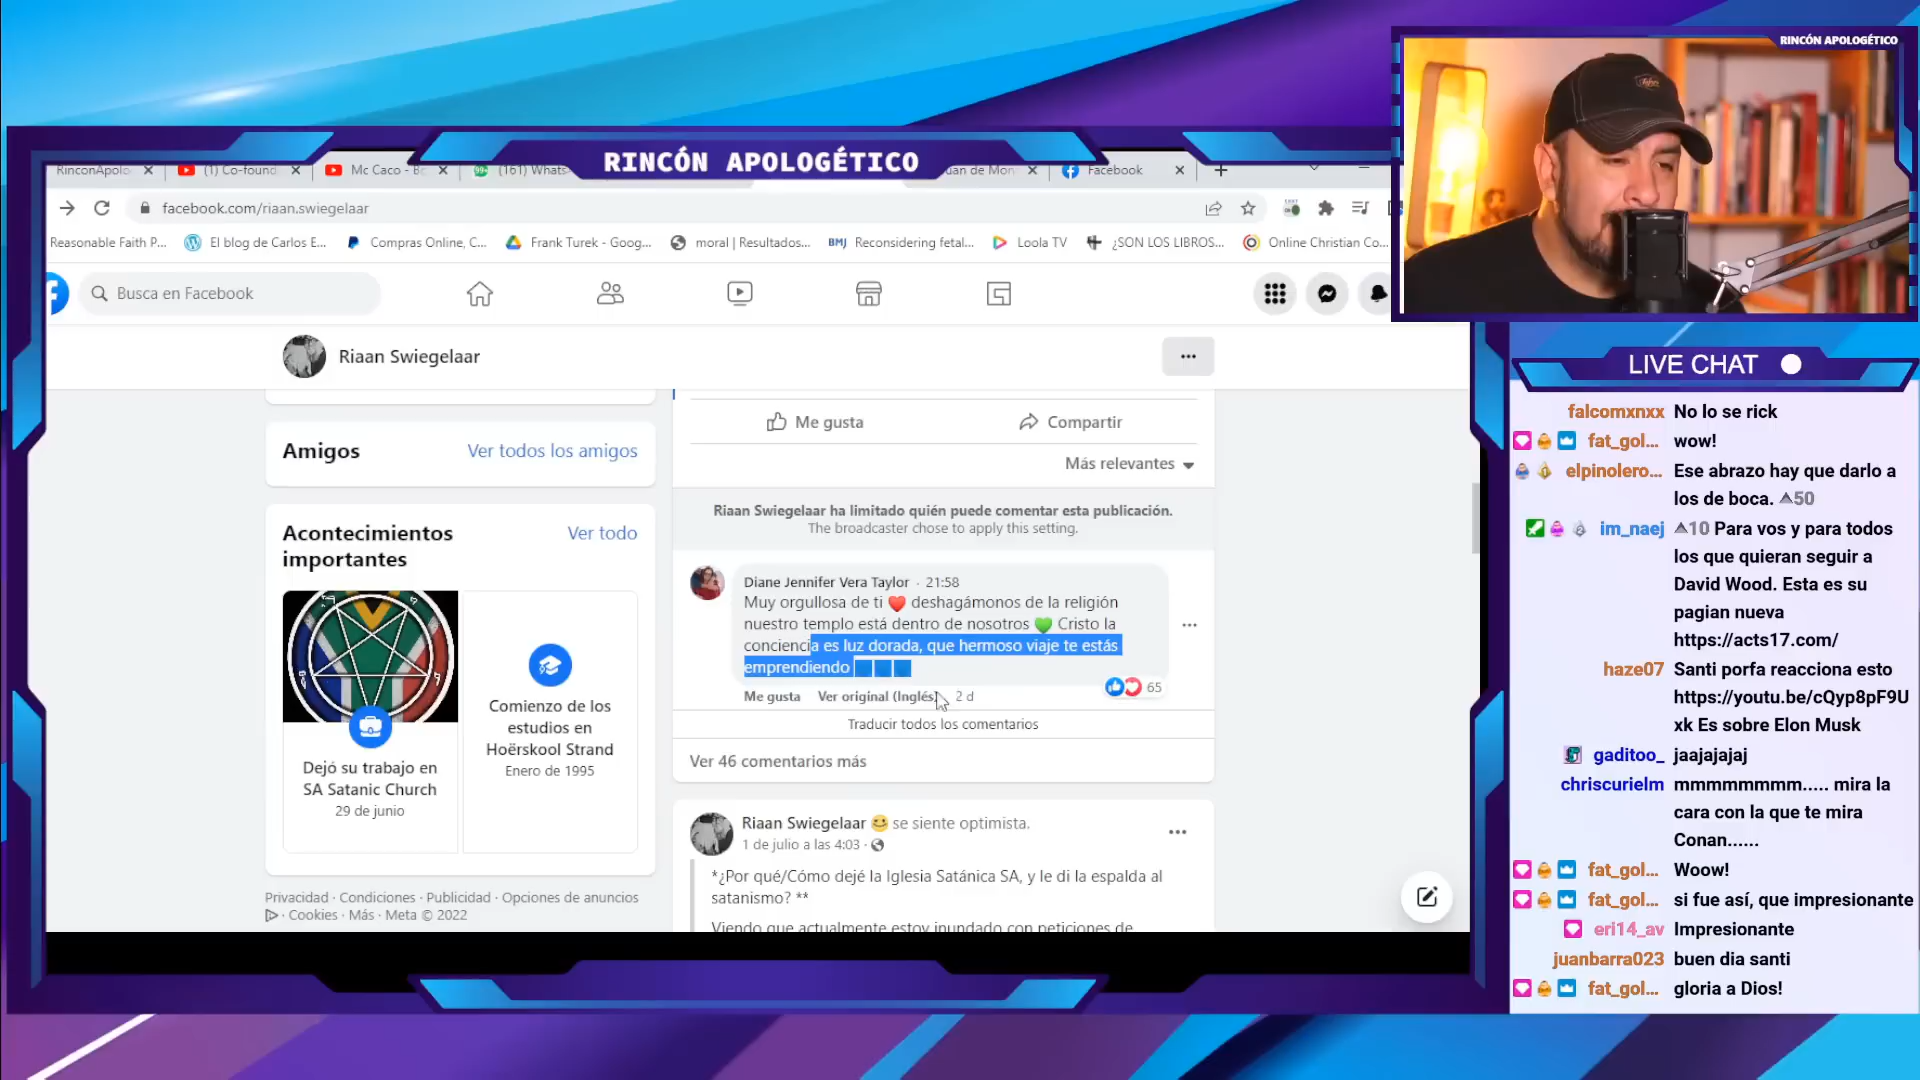 RINCÓN APOLOGÉTICO
RINCÓN APOLOGÉTICO
RinconApolo
(1) Co-found
Mc Caco - B
(161) Whats
uan de Mon
Facebook
facebook.com/riaan.swiegelaar
Reasonable Faith P...
El blog de Carlos E...
Compras Online, C...
Frank Turek - Goog...
moral | Resultados...
BMJ Reconsidering fetal...
Loola TV
¿SON LOS LIBROS...
Online Christian Co...
Busca en Facebook
Riaan Swiegelaar
Amigos
Ver todos los amigos
Acontecimientos importantes
Ver todo
Dejó su trabajo en
SA Satanic Church
29 de junio
Comienzo de los
estudios en
Hoërskool Strand
Enero de 1995
Privacidad · Condiciones · Publicidad · Opciones de anuncios
· Cookies · Más · Meta © 2022
Me gusta
Compartir
Más relevantes
Riaan Swiegelaar ha limitado quién puede comentar esta publicación.
The broadcaster chose to apply this setting.
Diane Jennifer Vera Taylor · 21:58
Muy orgullosa de ti ❤️ deshagámonos de la religión
nuestro templo está dentro de nosotros 💚 Cristo la
conciencia es luz dorada, que hermoso viaje te estás
emprendiendo
Me gusta Ver original (Inglés) 2 d
65
Traducir todos los comentarios
Ver 46 comentarios más
Riaan Swiegelaar 😄 se siente optimista.
1 de julio a las 4:03 ·
*¿Por qué/Cómo dejé la Iglesia Satánica SA, y le di la espalda al
satanismo? **
Viendo que actualmente estoy inundado con peticiones de
LIVE CHAT
falcomxnxx No lo se rick
fat_gol... wow!
elpinolero... Ese abrazo hay que darlo a
los de boca. 50
im_naej 10 Para vos y para todos
los que quieran seguir a
David Wood. Esta es su
pagian nueva
https://acts17.com/
haze07 Santi porfa reacciona esto
https://youtu.be/cQyp8pF9U
xk Es sobre Elon Musk
gaditoo_ jaajajajaj
chriscurielm mmmmmmmm..... mira la
cara con la que te mira
Conan......
fat_gol... Woow!
fat_gol... si fue así, que impresionante
eri14_av Impresionante
juanbarra023 buen dia santi
fat_gol... gloria a Dios!